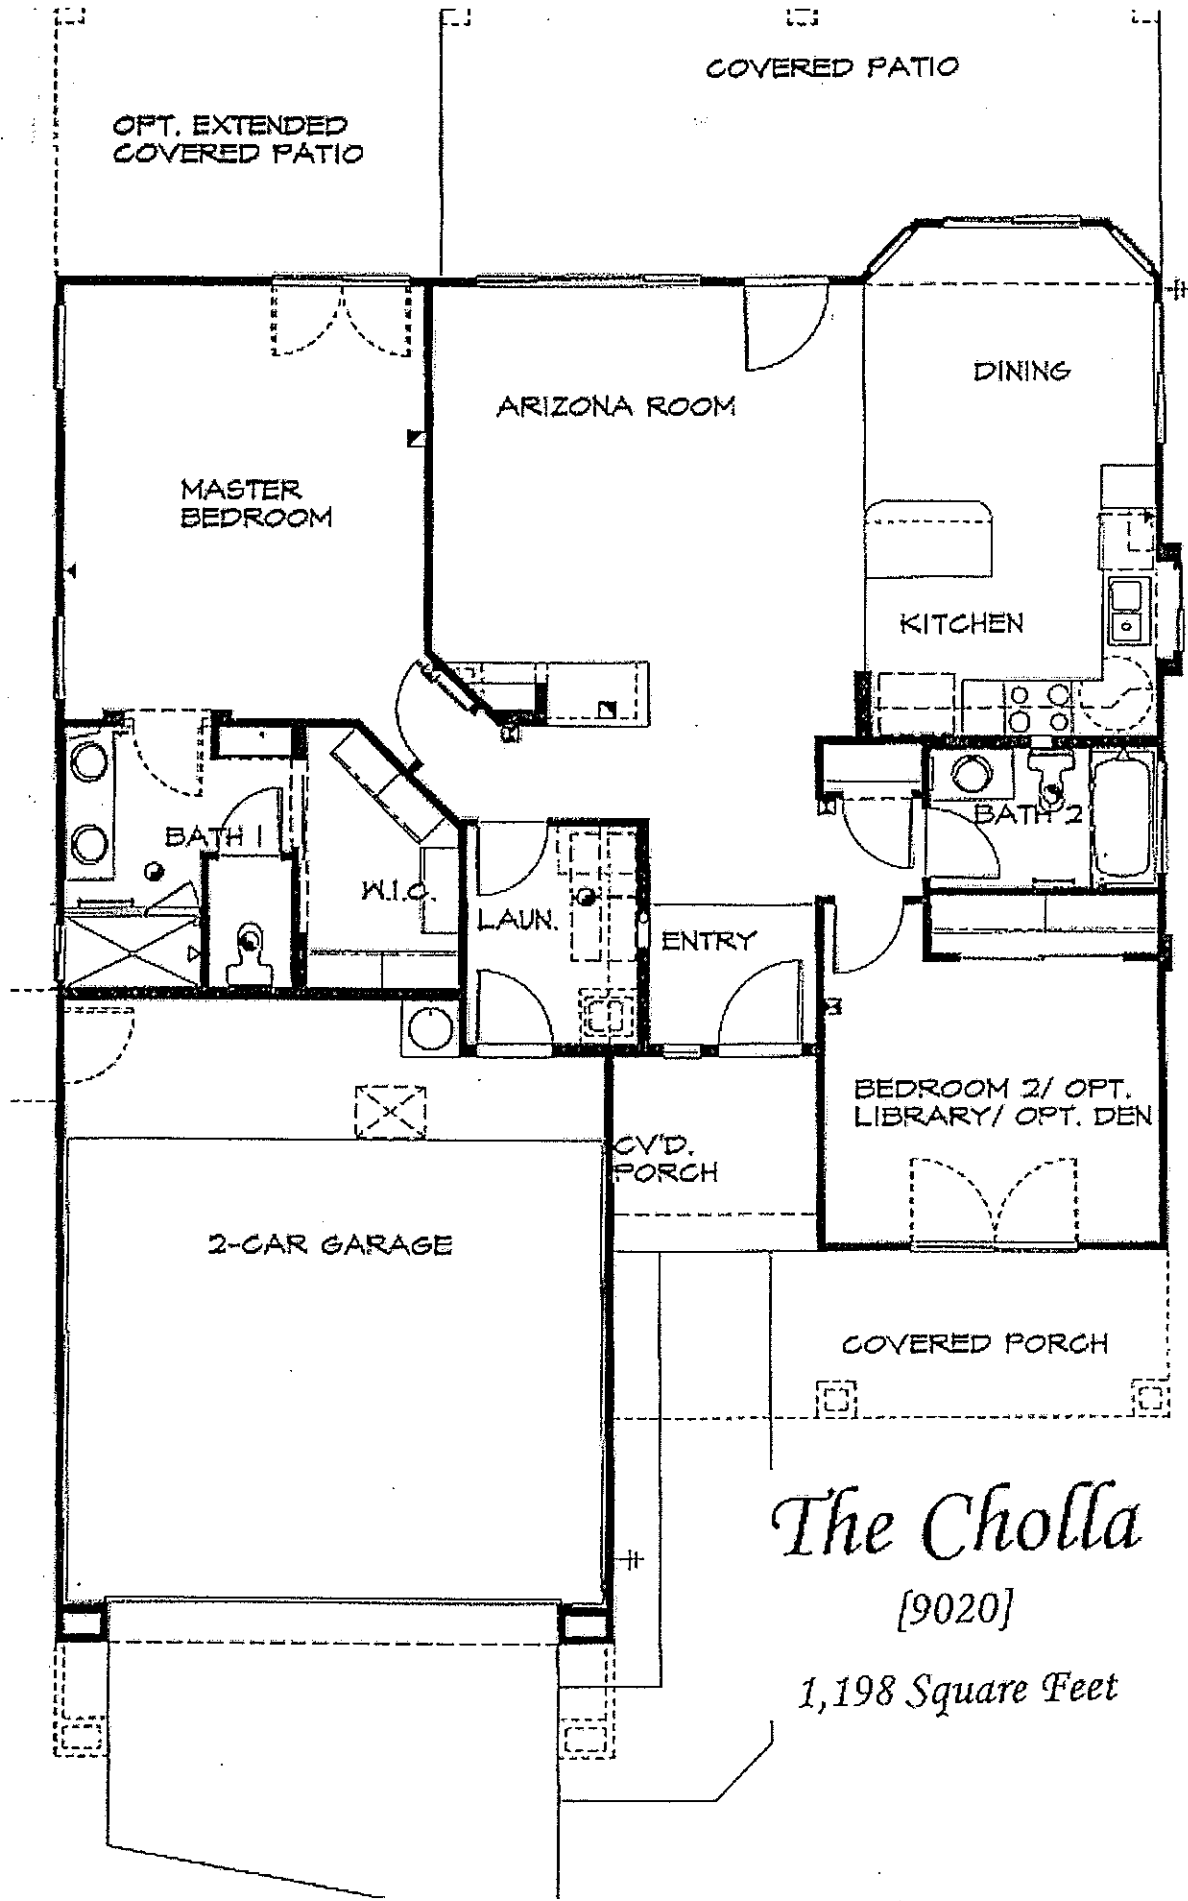 COVERED PATIO
OPT. EXTENDED
COVERED PATIO
DINING
ARIZONA ROOM
MASTER
BEDROOM
KITCHEN
BATH 1
BATH 2
W.I.C.
LAUN.
ENTRY
BEDROOM 2/ OPT.
LIBRARY/ OPT. DEN
CV'D.
PORCH
2-CAR GARAGE
COVERED PORCH
The Cholla
[9020]
1,198 Square Feet